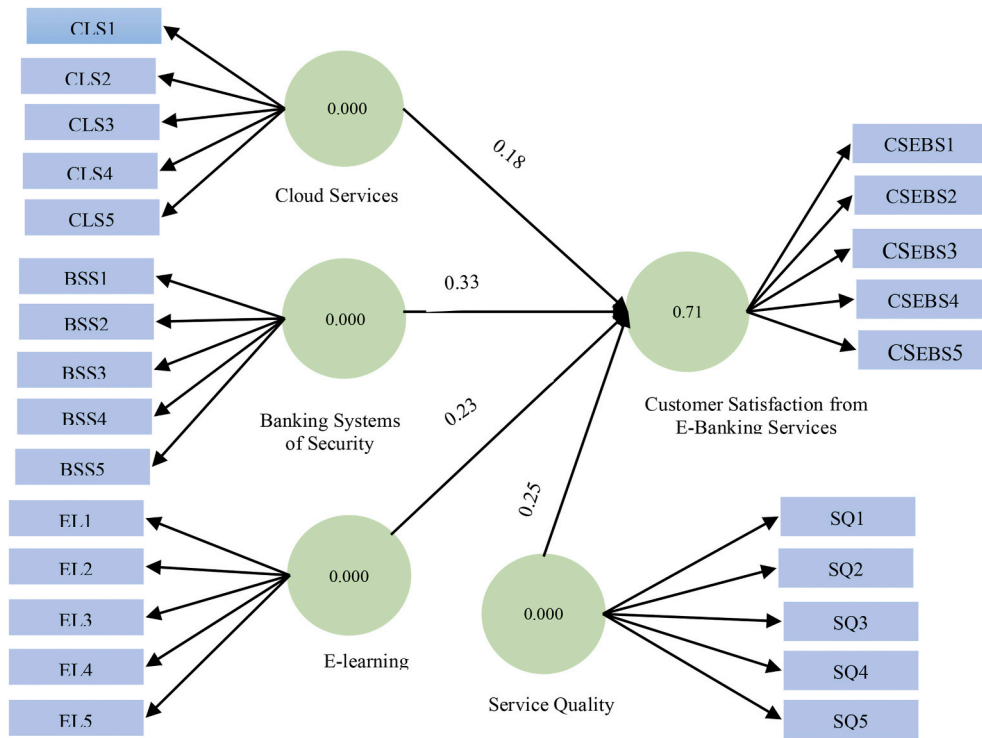 CLS1
CLS2
CLS3
CLS4
CLS5
0.000
Cloud Services
0.18
BSS1
BSS2
BSS3
BSS4
BSS5
0.000
Banking Systems
of Security
0.33
EL1
EL2
EL3
EL4
EL5
0.000
E-learning
0.23
0.25
0.000
Service Quality
SQ1
SQ2
SQ3
SQ4
SQ5
0.71
Customer Satisfaction from
E-Banking Services
CSEBS1
CSEBS2
CSEBS3
CSEBS4
CSEBS5